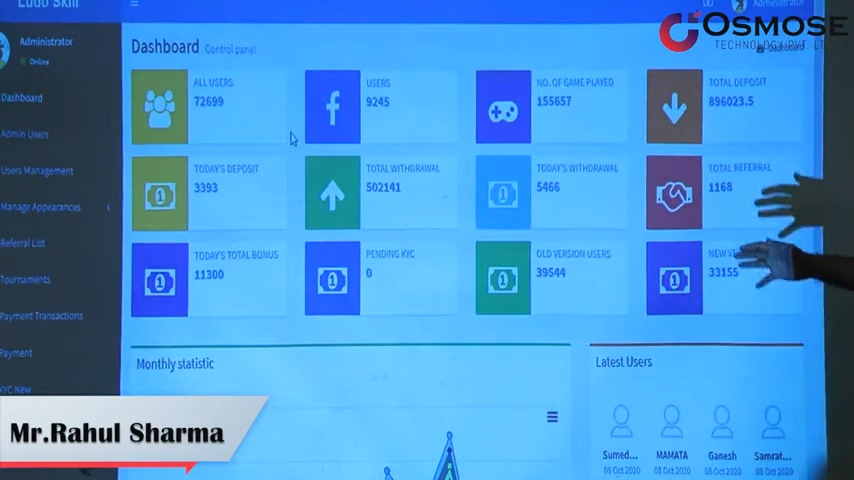 Ludo Skill
Administrator
Administrator
Online
OSMOSE
TECHNOLOGY PVT. LTD
Dashboard
Dashboard Control panel
Dashboard
Admin Users
Users Management
Manage Appearances
Referral List
Tournaments
Payment Transactions
Payment
KYC New
ALL USERS
72699
USERS
9245
NO. OF GAME PLAYED
155657
TOTAL DEPOSIT
896023.5
TODAY'S DEPOSIT
3393
TOTAL WITHDRAWAL
502141
TODAY'S WITHDRAWAL
5466
TOTAL REFERRAL
1168
TODAY'S TOTAL BONUS
11300
PENDING KYC
0
OLD VERSION USERS
39544
NEW
33155
Monthly statistic
Latest Users
Sumed...
08 Oct 2020
MAMATA
08 Oct 2020
Ganesh
08 Oct 2020
Samrat...
08 Oct 2020
Mr.Rahul Sharma